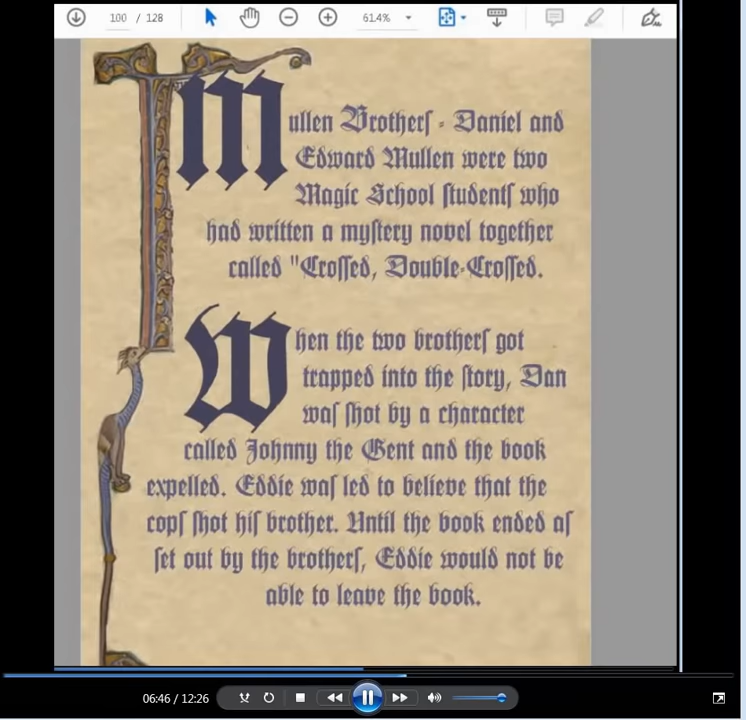 100 / 128
61.4%
Mullen Brothers - Daniel and
Edward Mullen were two
Magic School students who
had written a mystery novel together
called "Crossed, Double-Crossed.
When the two brothers got
trapped into the story, Dan
was shot by a character
called Johnny the Gent and the book
expelled. Eddie was led to believe that the
cops shot his brother. Until the book ended as
set out by the brothers, Eddie would not be
able to leave the book.
06:46 / 12:26